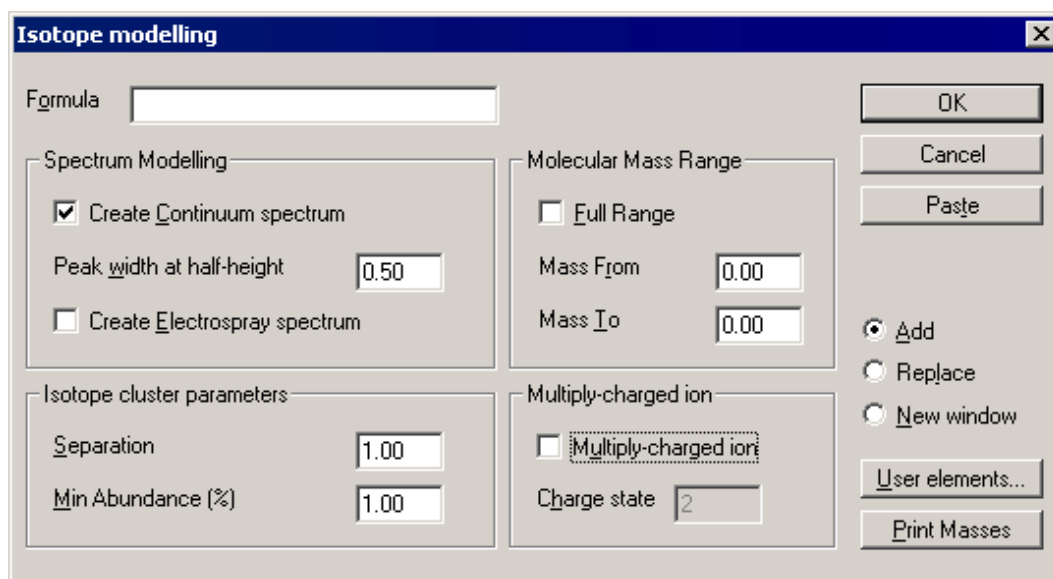 Isotope modelling
Formula
OK
Cancel
Paste
Spectrum Modelling
Create Continuum spectrum
Peak width at half-height 0.50
Create Electrospray spectrum
Molecular Mass Range
Full Range
Mass From 0.00
Mass To 0.00
Add
Replace
New window
Isotope cluster parameters
Separation 1.00
Min Abundance (%) 1.00
Multiply-charged ion
Multiply-charged ion
Charge state 2
User elements...
Print Masses